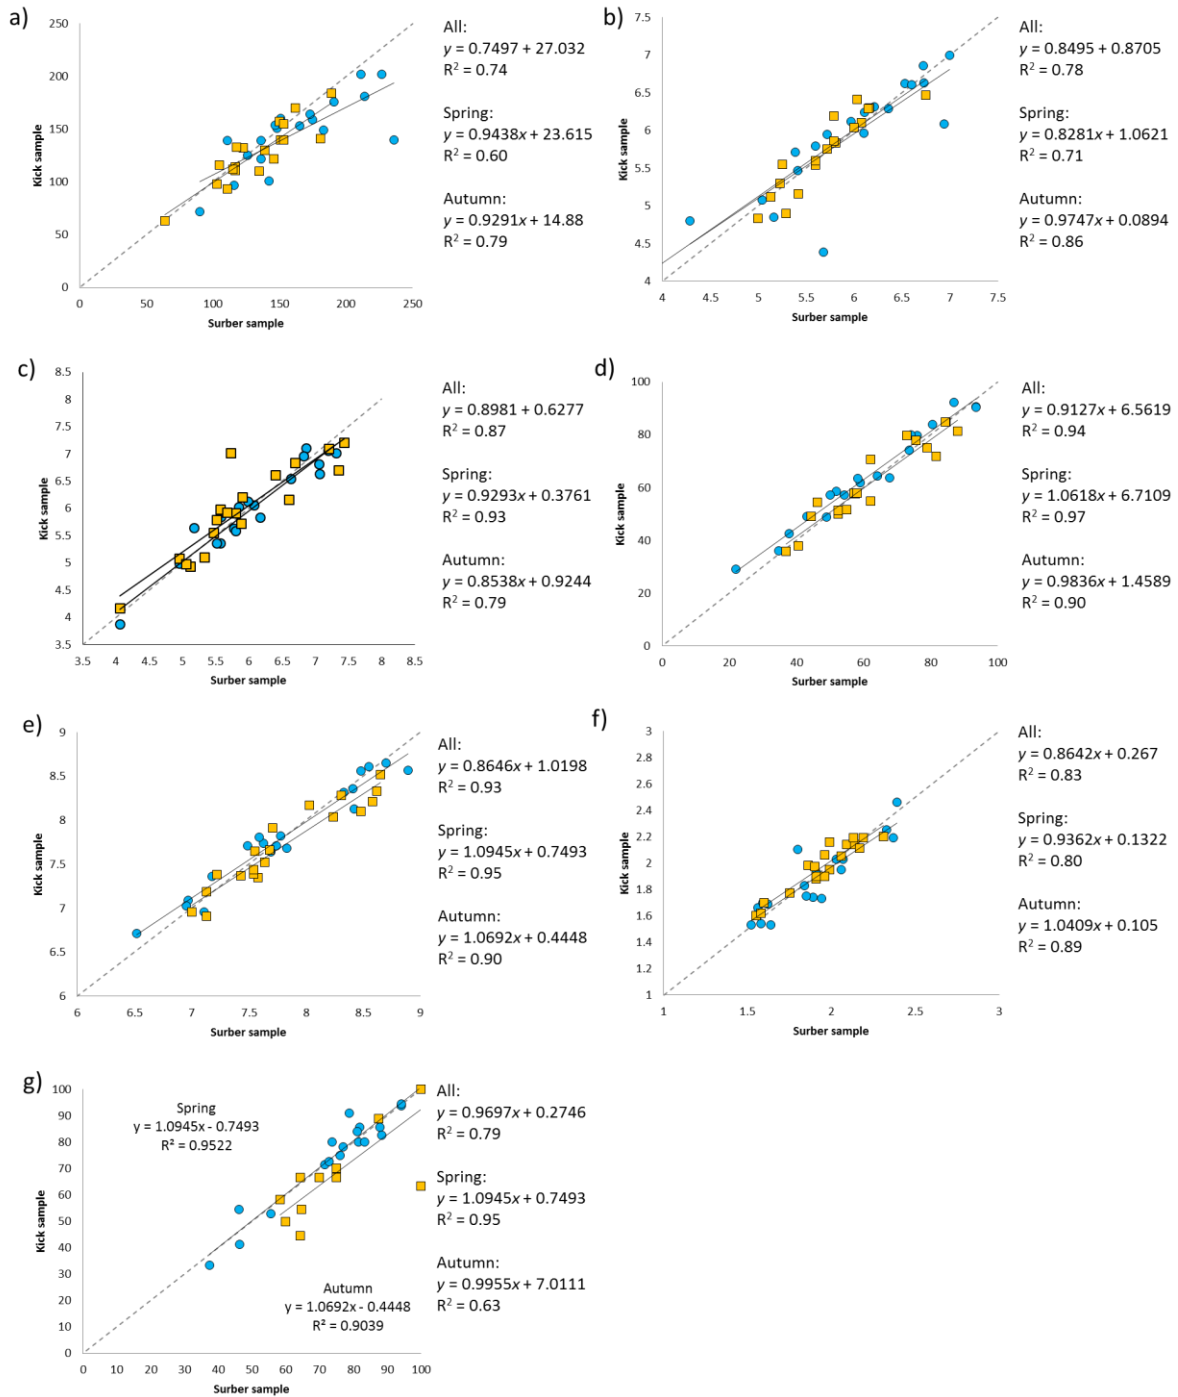 a)
250
200
150
100
50
0
Kick sample
0 50 100 150 200 250
Surber sample
All:
y = 0.7497 + 27.032
R² = 0.74
Spring:
y = 0.9438x + 23.615
R² = 0.60
Autumn:
y = 0.9291x + 14.88
R² = 0.79
b)
7.5
7
6.5
6
5.5
5
4.5
4
Kick sample
4 4.5 5 5.5 6 6.5 7 7.5
Surber sample
All:
y = 0.8495 + 0.8705
R² = 0.78
Spring:
y = 0.8281x + 1.0621
R² = 0.71
Autumn:
y = 0.9747x + 0.0894
R² = 0.86
c)
8.5
8
7.5
7
6.5
6
5.5
5
4.5
4
3.5
Kick sample
3.5 4 4.5 5 5.5 6 6.5 7 7.5 8 8.5
Surber sample
All:
y = 0.8981 + 0.6277
R² = 0.87
Spring:
y = 0.9293x + 0.3761
R² = 0.93
Autumn:
y = 0.8538x + 0.9244
R² = 0.79
d)
100
80
60
40
20
0
Kick sample
0 20 40 60 80 100
Surber sample
All:
y = 0.9127x + 6.5619
R² = 0.94
Spring:
y = 1.0618x + 6.7109
R² = 0.97
Autumn:
y = 0.9836x + 1.4589
R² = 0.90
e)
9
8.5
8
7.5
7
6.5
6
Kick sample
6 6.5 7 7.5 8 8.5 9
Surber sample
All:
y = 0.8646x + 1.0198
R² = 0.93
Spring:
y = 1.0945x + 0.7493
R² = 0.95
Autumn:
y = 1.0692x + 0.4448
R² = 0.90
f)
3
2.8
2.6
2.4
2.2
2
1.8
1.6
1.4
1.2
1
Kick sample
1 1.5 2 2.5 3
Surber sample
All:
y = 0.8642x + 0.267
R² = 0.83
Spring:
y = 0.9362x + 0.1322
R² = 0.80
Autumn:
y = 1.0409x + 0.105
R² = 0.89
g)
100
90
80
70
60
50
40
30
20
10
0
Kick sample
Spring
y = 1.0945x - 0.7493
R² = 0.9522
Autumn
y = 1.0692x - 0.4448
R² = 0.9039
0 10 20 30 40 50 60 70 80 90 100
Surber sample
All:
y = 0.9697x + 0.2746
R² = 0.79
Spring:
y = 1.0945x + 0.7493
R² = 0.95
Autumn:
y = 0.9955x + 7.0111
R² = 0.63